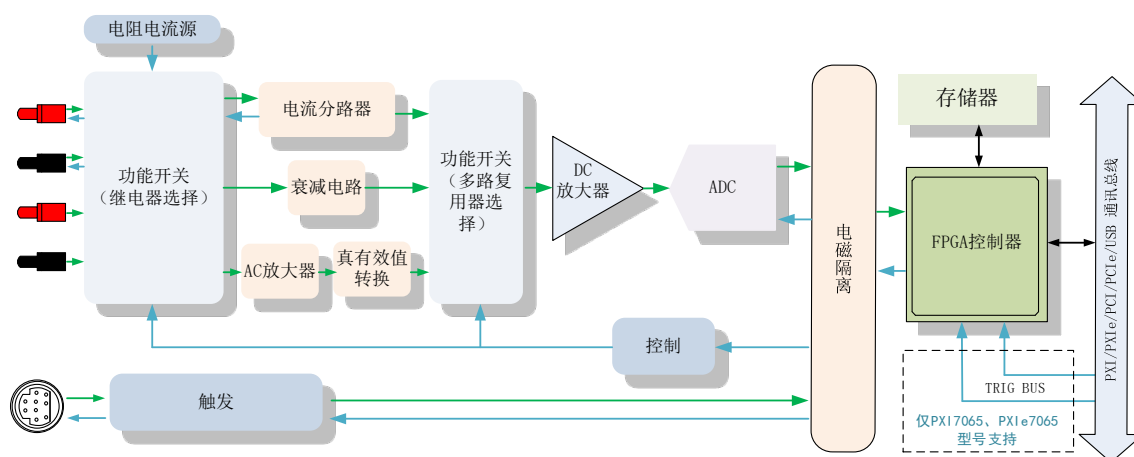 电阻电流源
功能开关
（继电器选择）
电流分路器
衰减电路
AC放大器
真有效值
转换
功能开关
（多路复
用器选
择）
DC
放大器
ADC
控制
触发
电磁隔离
存储器
FPGA控制器
TRIG BUS
仅PXI7065、PXIe7065
型号支持
PXI/PXIe/PCI/PCIe/USB 通讯总线